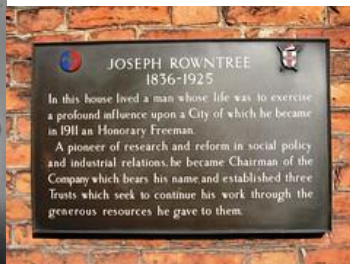 JOSEPH ROWNTREE
1836-1925
In this house lived a man whose life was to exercise
a profound influence upon a City of which he became
in 1911 an Honorary Freeman.
A pioneer of research and reform in social policy
and industrial relations, he became Chairman of the
Company which bears his name and established three
Trusts which seek to continue his work through the
generous resources he gave to them.